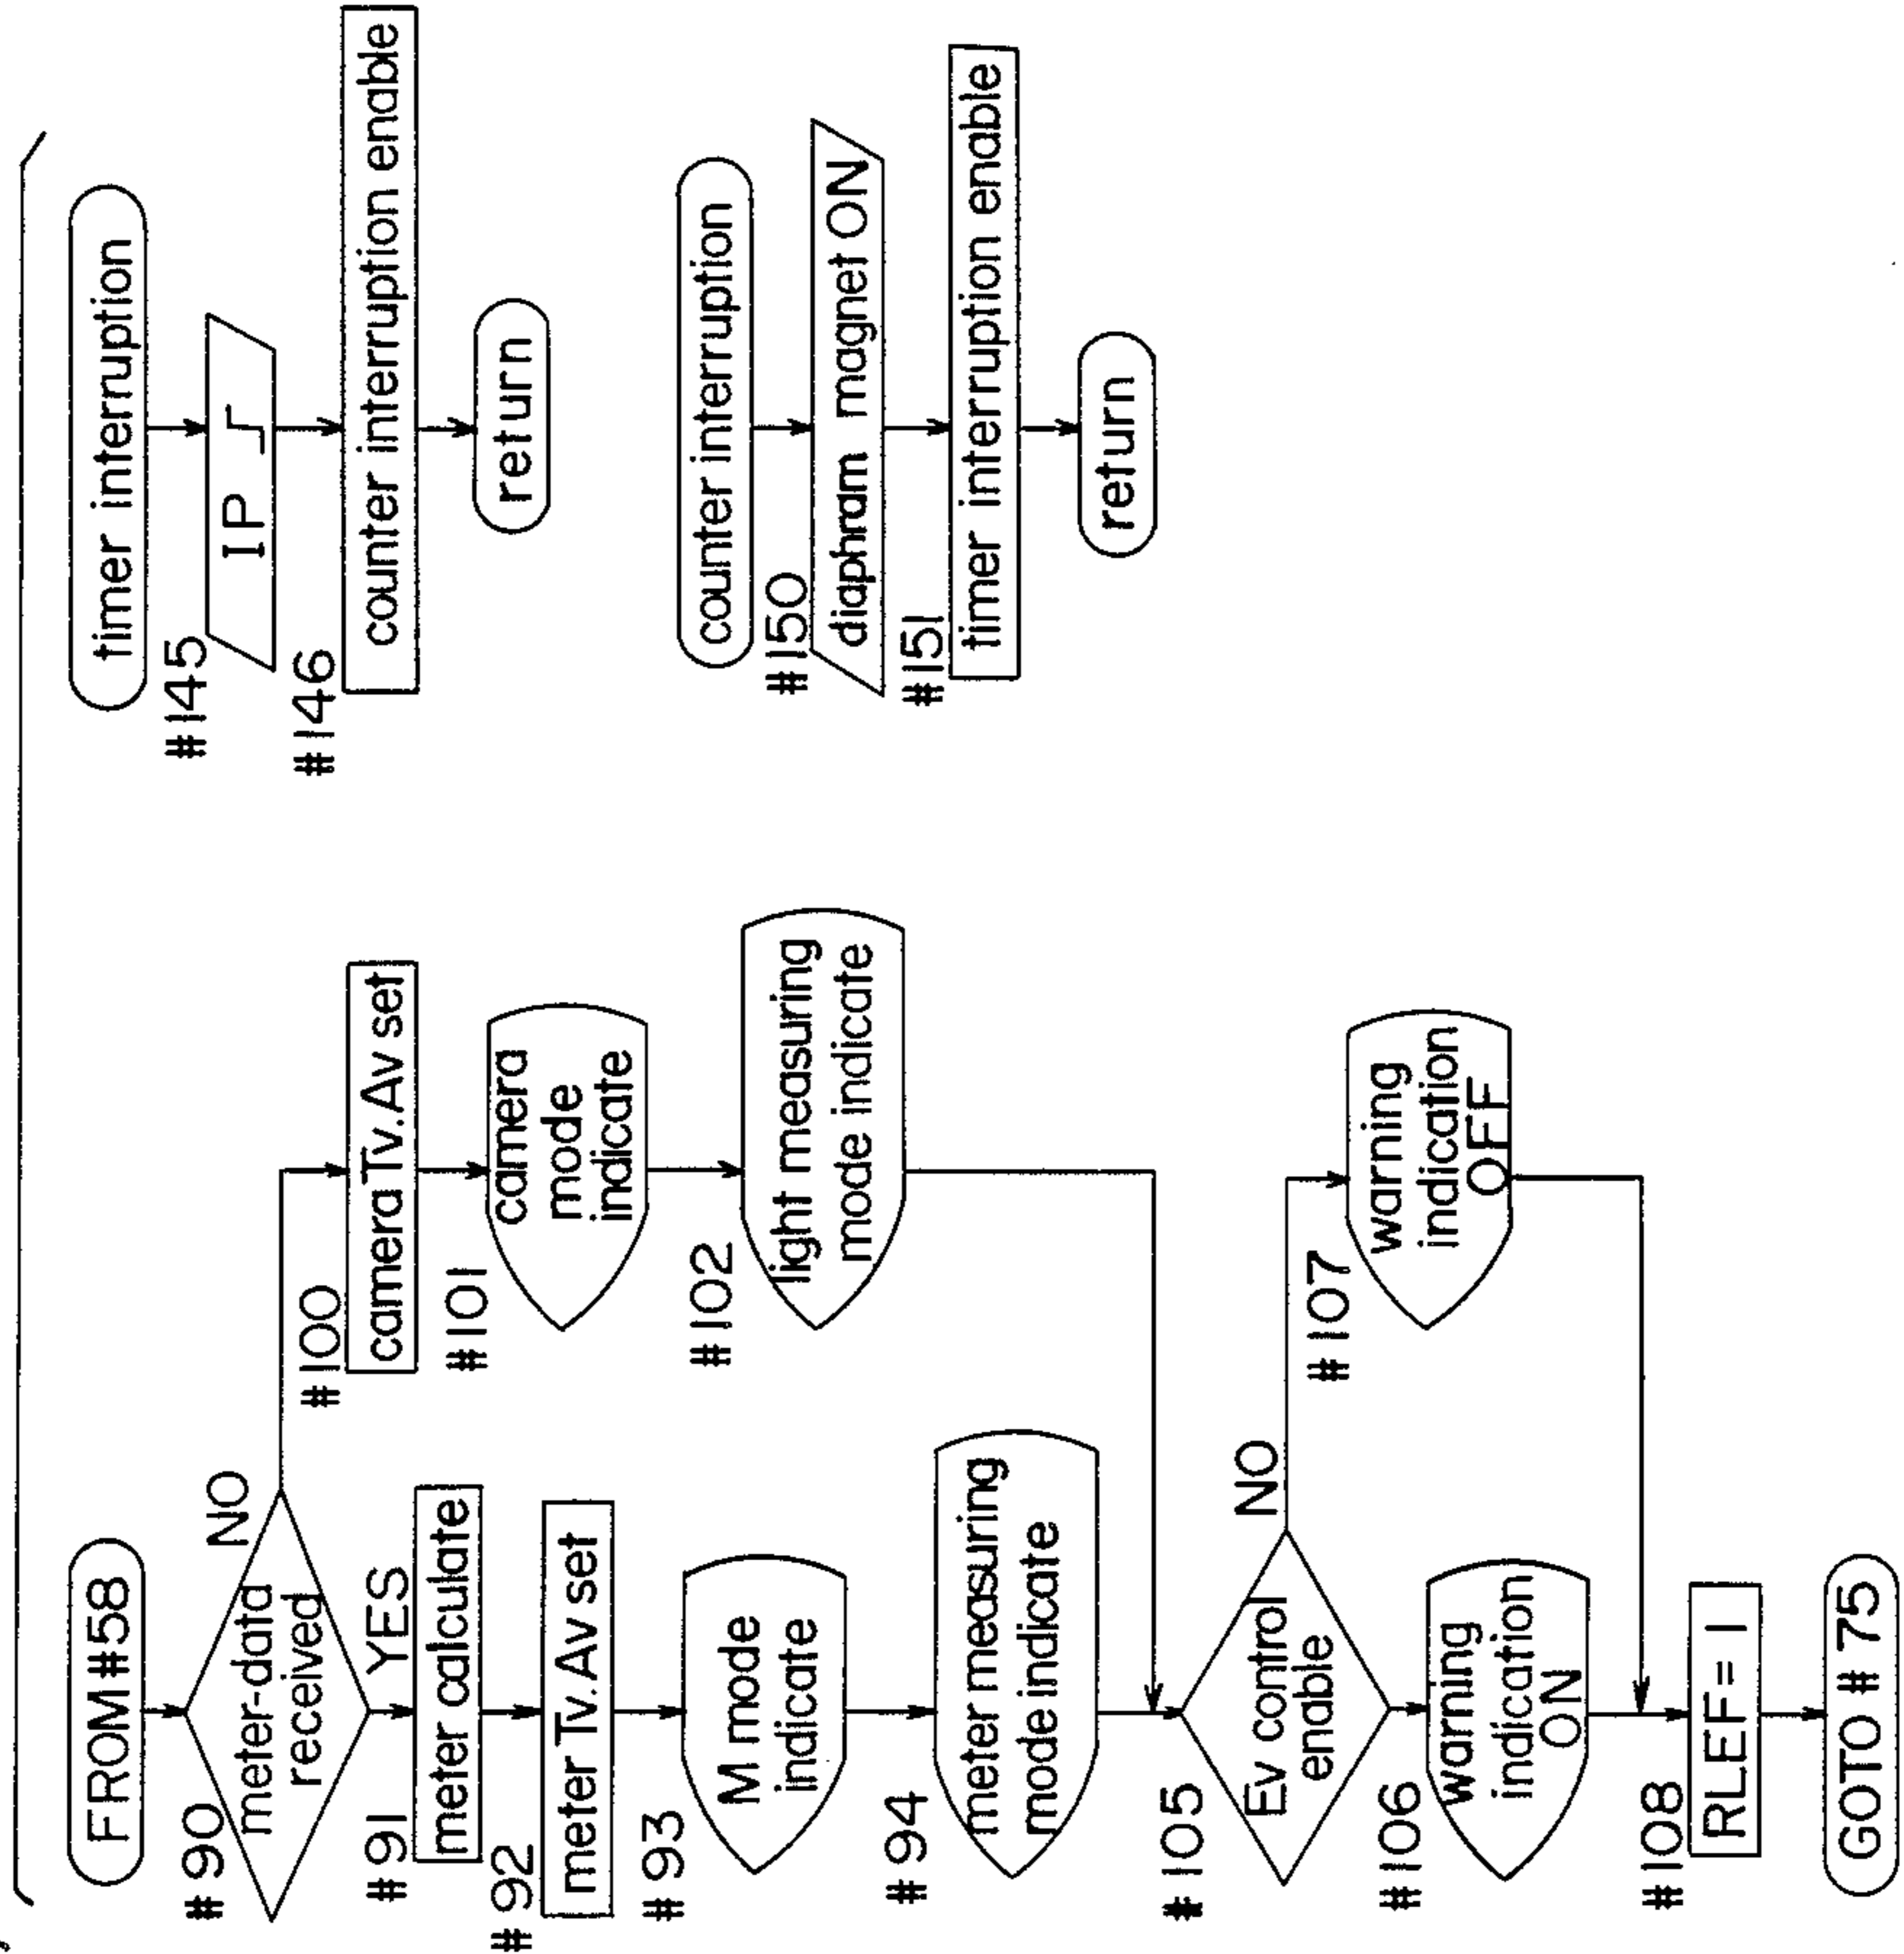 FROM #58
#90
meter-data
received
NO
YES
#91
meter calculate
#92
meter Tv.Av set
#93
M mode
indicate
#94
meter measuring
mode indicate
#100
camera Tv.Av set
#101
camera
mode
indicate
#102
light measuring
mode indicate
#105
Ev control
enable
NO
#106
warning
indication
ON
#107
warning
indication
OFF
#108
RLEF = 1
GOTO # 75
timer interruption
#145
IP
#146
counter interruption enable
return
counter interruption
#150
diaphram magnet ON
#151
timer interruption enable
return